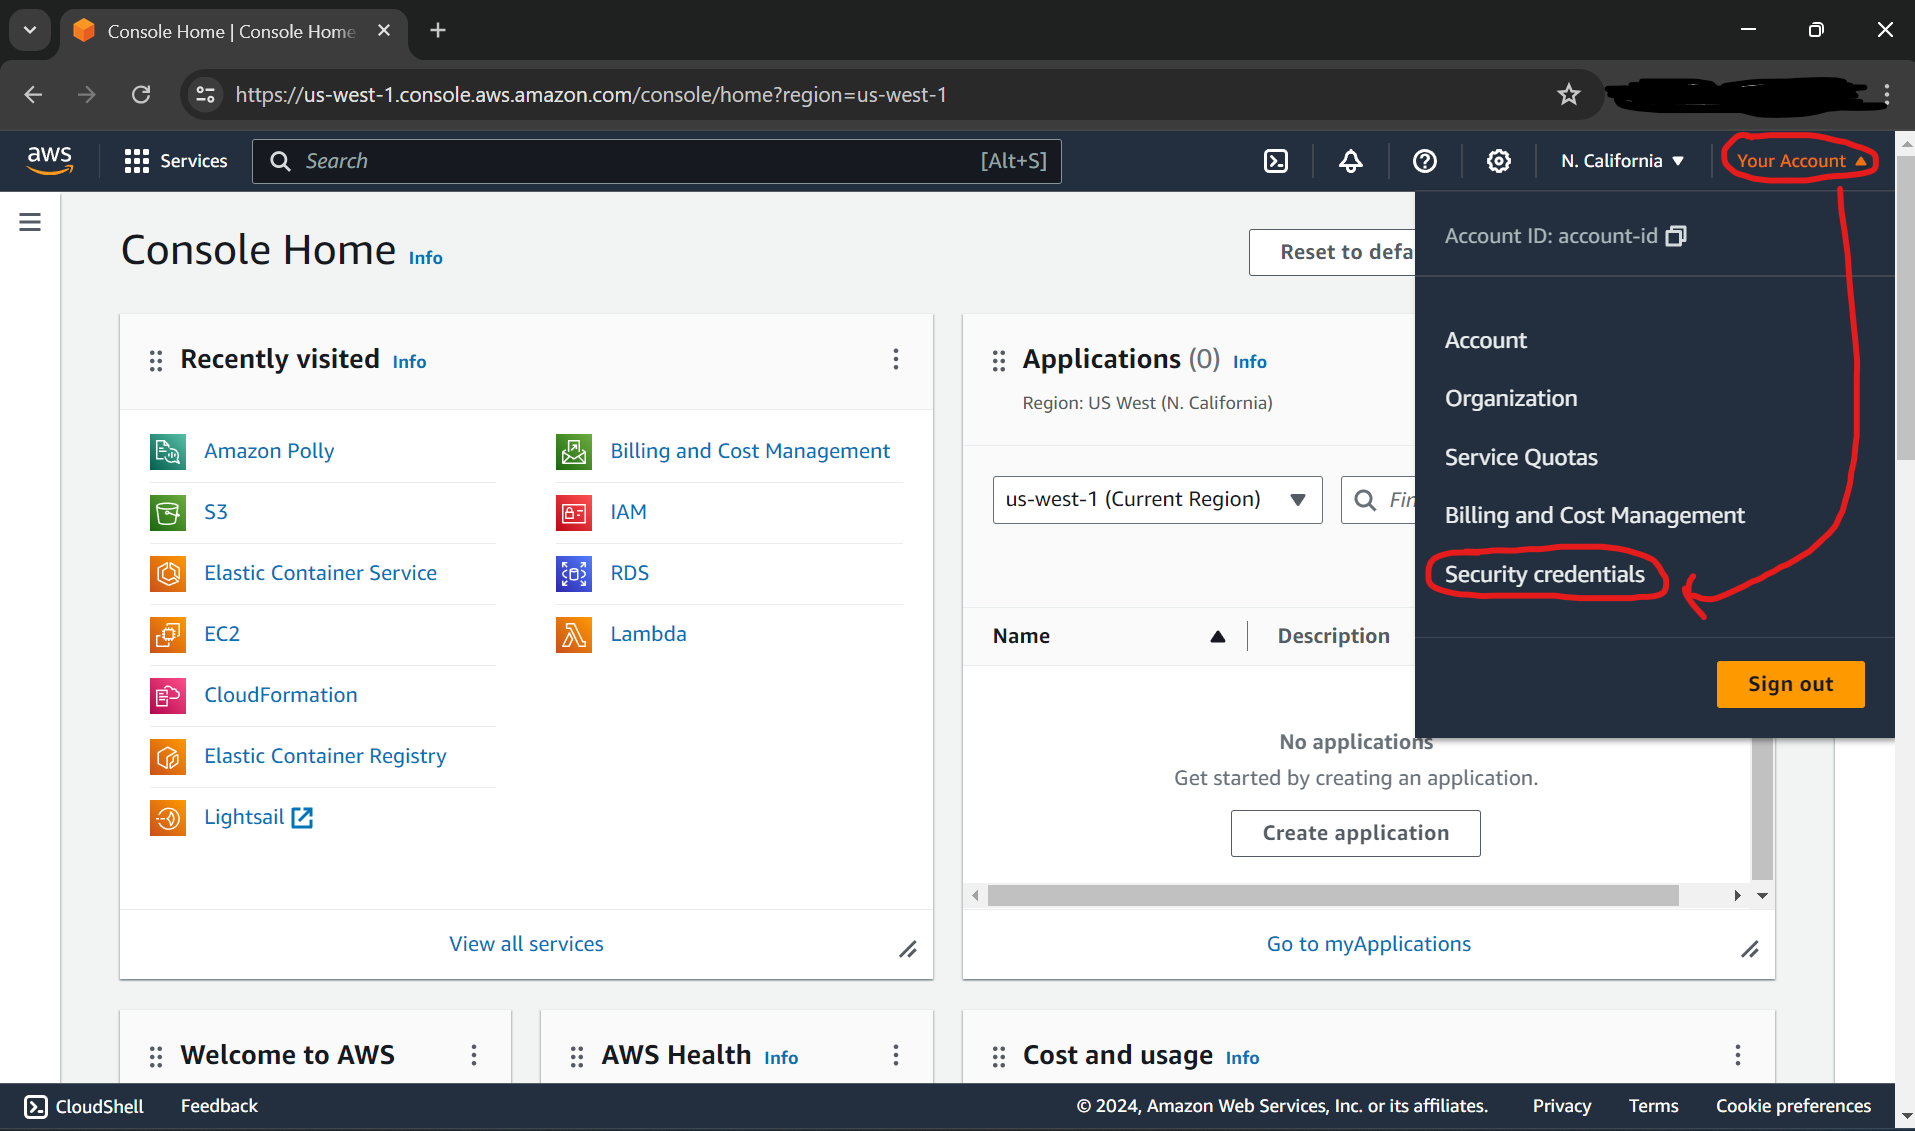 Console Home | Console Home
https://us-west-1.console.aws.amazon.com/console/home?region=us-west-1
aws
Services
Search
[Alt+S]
N. California
Your Account
Console Home Info
Reset to defa
Account ID: account-id
Account
Organization
Service Quotas
Billing and Cost Management
Security credentials
Sign out
Recently visited Info
Amazon Polly
S3
Elastic Container Service
EC2
CloudFormation
Elastic Container Registry
Lightsail
Billing and Cost Management
IAM
RDS
Lambda
View all services
Applications (0) Info
Region: US West (N. California)
us-west-1 (Current Region)
Fin
Name
Description
No applications
Get started by creating an application.
Create application
Go to myApplications
Welcome to AWS
AWS Health Info
Cost and usage Info
CloudShell
Feedback
© 2024, Amazon Web Services, Inc. or its affiliates.
Privacy
Terms
Cookie preferences